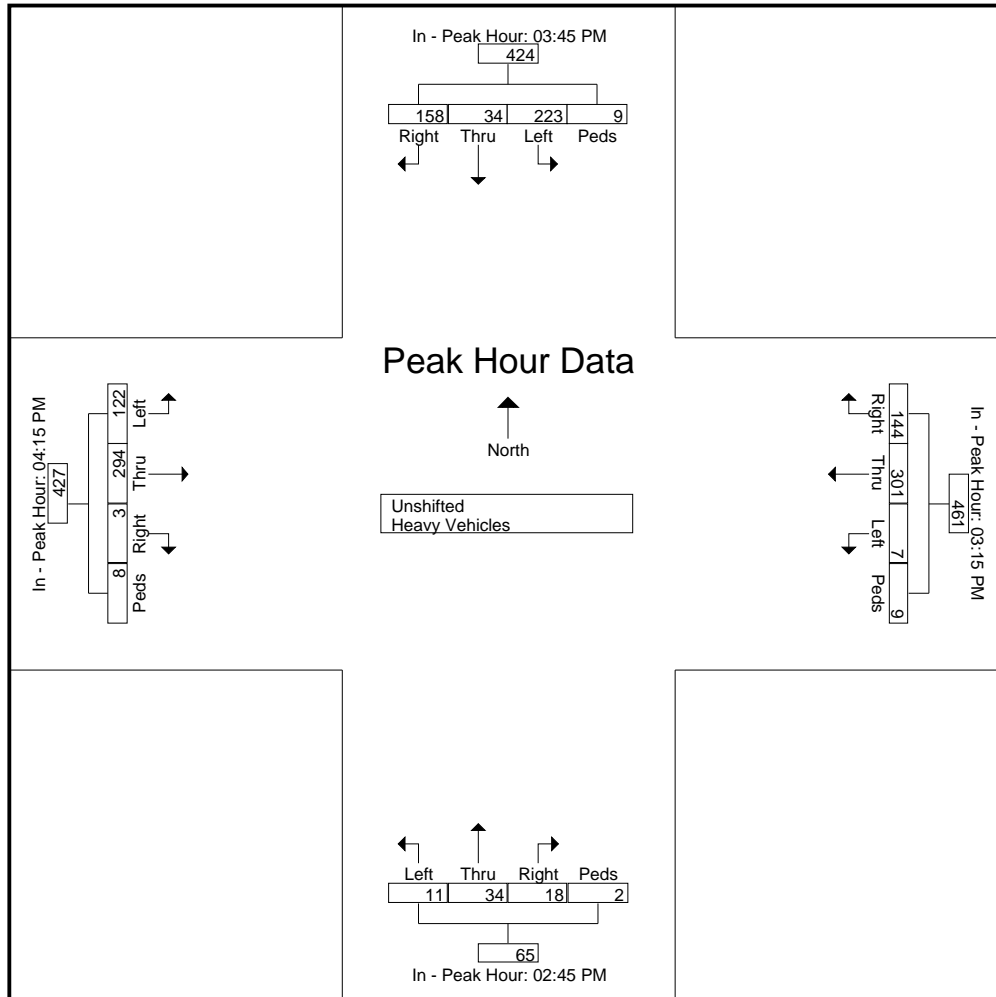 In - Peak Hour: 03:45 PM
424
158 34 223 9
Right Thru Left Peds
Peak Hour Data
North
Unshifted
Heavy Vehicles
In - Peak Hour: 04:15 PM
427
122 294 3 8
Left Thru Right Peds
In - Peak Hour: 03:15 PM
461
144 301 7 9
Right Thru Left Peds
Left Thru Right Peds
11 34 18 2
65
In - Peak Hour: 02:45 PM